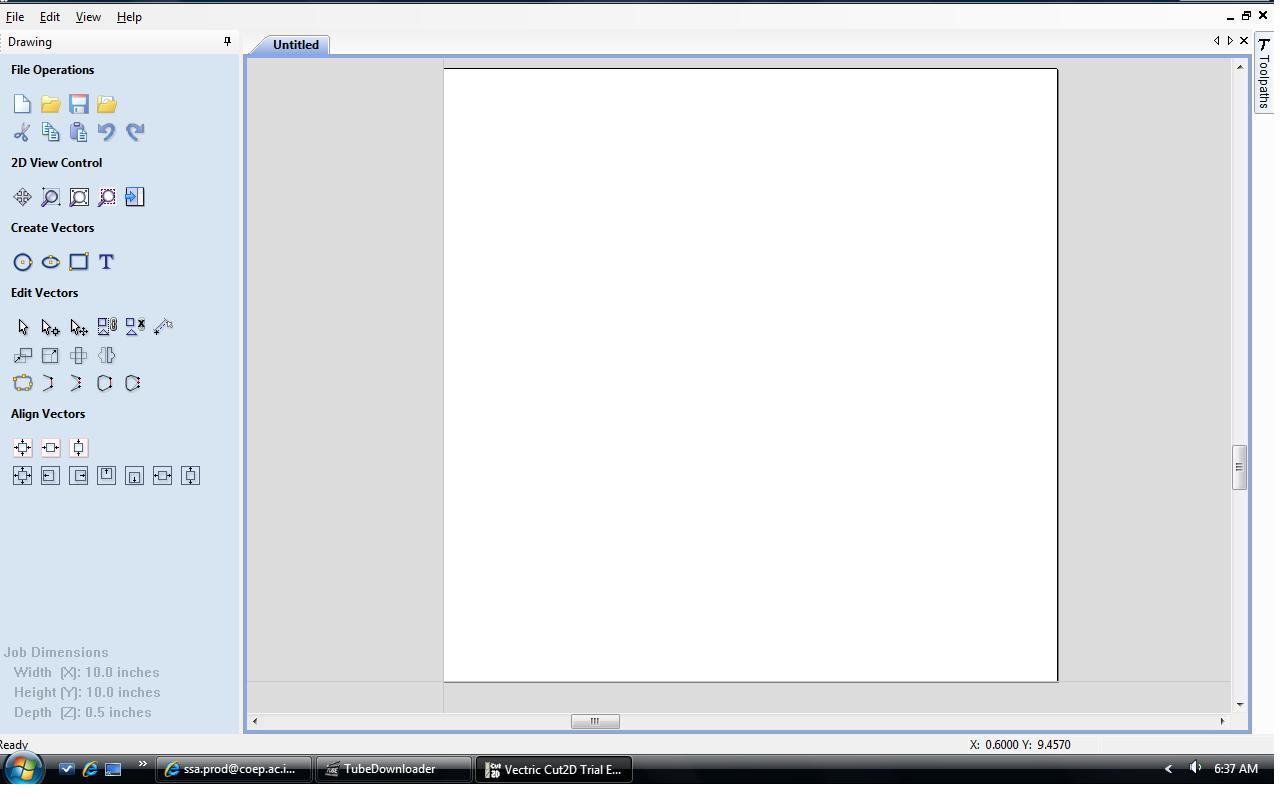 File Edit View Help
Drawing
Untitled
Toolpaths
File Operations
2D View Control
Create Vectors
T
Edit Vectors
Align Vectors
Job Dimensions
Width (X): 10.0 inches
Height (Y): 10.0 inches
Depth (Z): 0.5 inches
Ready
X: 0.6000 Y: 9.4570
ssa.prod@coep.ac.i...
TubeDownloader
Vectric Cut2D Trial E...
6:37 AM